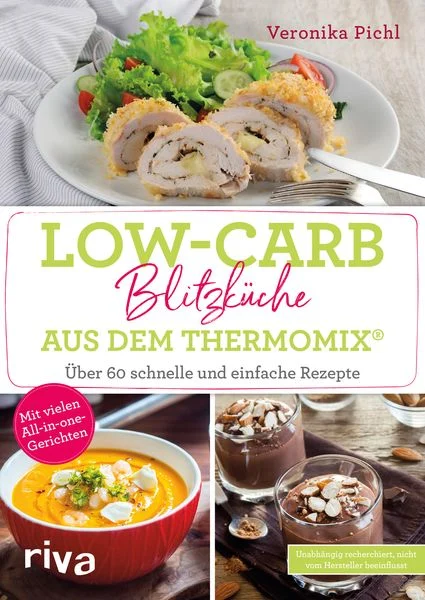 Veronika Pichl
LOW-CARB
Blitzküche
AUS DEM THERMOMIX®
Über 60 schnelle und einfache Rezepte
Mit vielen
All-in-one-
Gerichten
riva
Unabhängig recherchiert, nicht
vom Hersteller beeinflusst